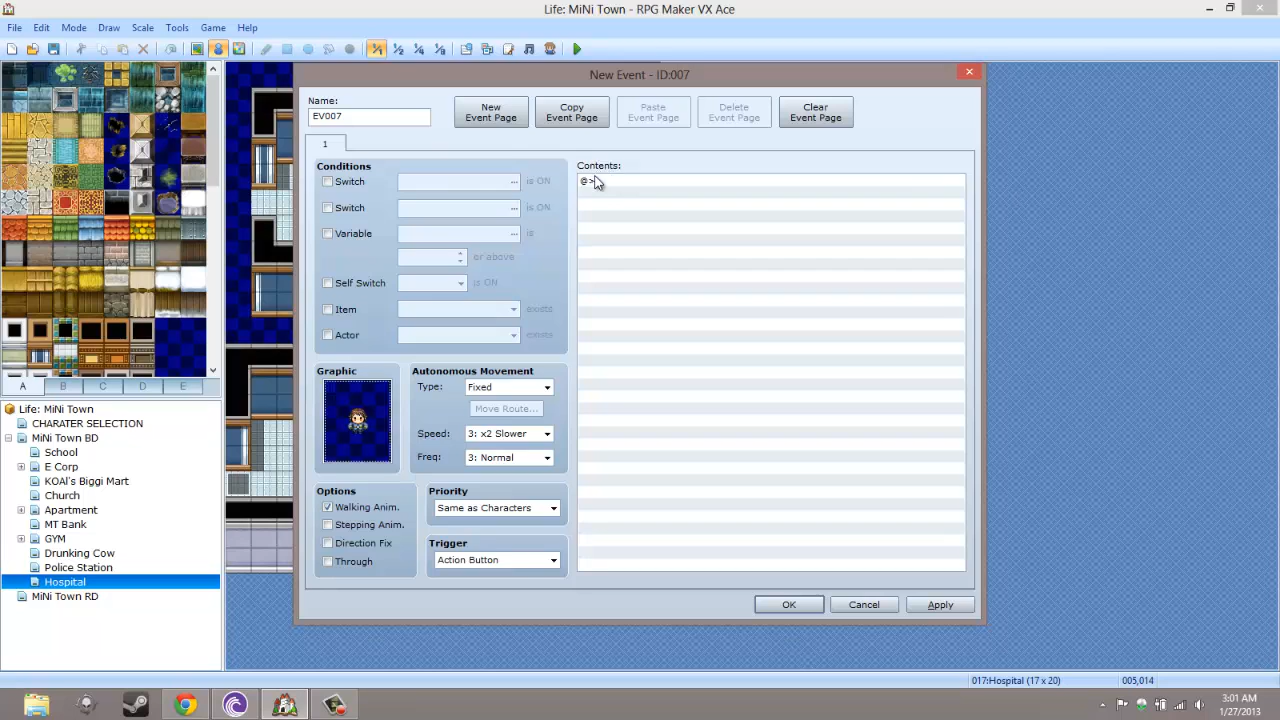 Life: MiNi Town - RPG Maker VX Ace
File Edit Mode Draw Scale Tools Game Help
New Event - ID:007
Name:
EV007
New Event Page
Copy Event Page
Paste Event Page
Delete Event Page
Clear Event Page
1
Conditions
Switch ... is ON
Switch ... is ON
Variable ... is
or above
Self Switch is ON
Item exists
Actor exists
Graphic
Autonomous Movement
Type: Fixed
Move Route...
Speed: 3: x2 Slower
Freq: 3: Normal
Options
Walking Anim.
Stepping Anim.
Direction Fix
Through
Priority
Same as Characters
Trigger
Action Button
Contents:
@>
OK Cancel Apply
A B C D E
Life: MiNi Town
CHARATER SELECTION
MiNi Town BD
School
E Corp
KOAl's Biggi Mart
Church
Apartment
MT Bank
GYM
Drunking Cow
Police Station
Hospital
MiNi Town RD
017:Hospital (17 x 20) 005,014
3:01 AM
1/27/2013